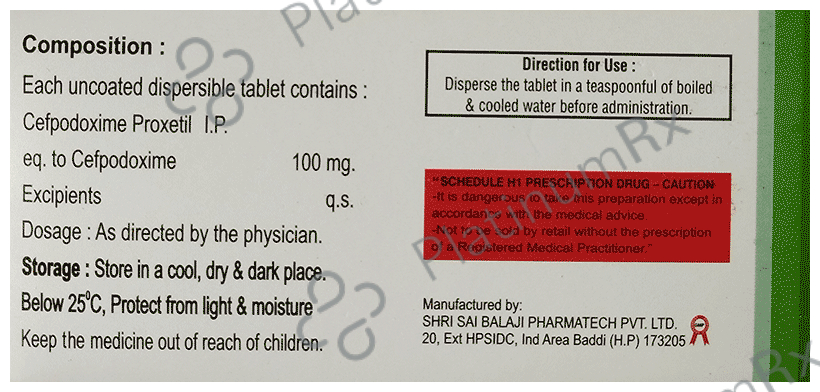 Composition :
Each uncoated dispersible tablet contains :
Cefpodoxime Proxetil I.P.
eq. to Cefpodoxime 100 mg.
Excipients q.s.
Dosage : As directed by the physician.
Storage : Store in a cool, dry & dark place.
Below 25⁰C, Protect from light & moisture
Keep the medicine out of reach of children.
Direction for Use :
Disperse the tablet in a teaspoonful of boiled
& cooled water before administration.
"SCHEDULE H1 PRESCRIPTION DRUG – CAUTION
-It is dangerous to take this preparation except in
accordance with the medical advice.
-Not to be sold by retail without the prescription
of a Registered Medical Practitioner."
Manufactured by:
SHRI SAI BALAJI PHARMATECH PVT. LTD.
20, Ext HPSIDC, Ind Area Baddi (H.P) 173205
PlatinumRx